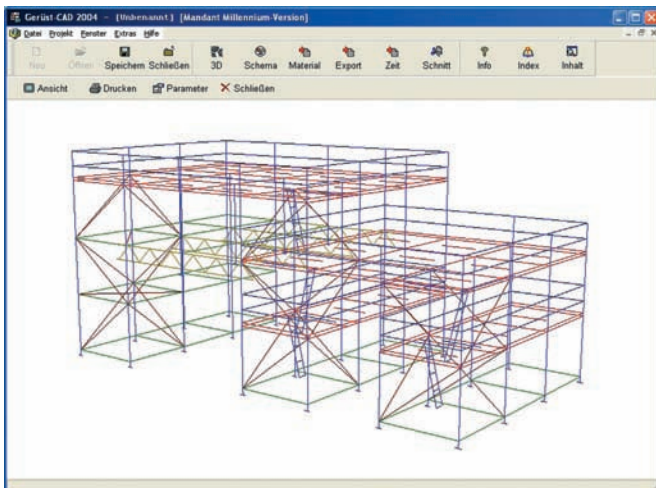 Gerüst-CAD 2004 - (Unbenannt) [Mandant Millennium-Version]
Datei Projekt Fenster Extras Hilfe
Neu Öffnen Speichern Schließen 3D Schema Material Export Zeit Schnitt Info Index Inhalt
Ansicht Drucken Parameter Schließen